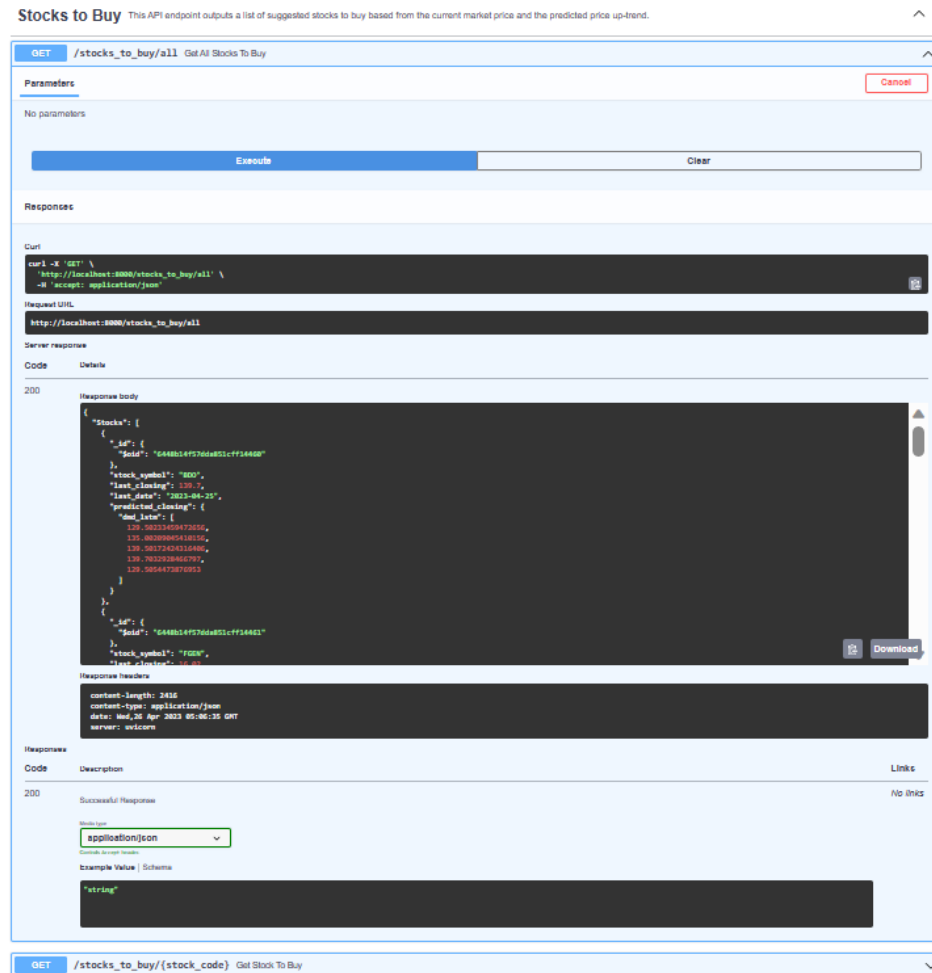 Stocks to Buy This API endpoint outputs a list of suggested stocks to buy based from the current market price and the predicted price up-trend.
GET /stocks_to_buy/all Get All Stocks To Buy
Parameters
Cancel
No parameters
Execute
Clear
Responses
Curl
curl -X 'GET' \
'http://localhost:8000/stocks_to_buy/all' \
-H 'accept: application/json'
Request URL
http://localhost:8000/stocks_to_buy/all
Server response
Code Details
200
Response body
{
"Stocks": [
{
"_id": {
"$oid": "6448b14f57dda851cff14460"
},
"stock_symbol": "BDO",
"last_closing": 139.7,
"last_date": "2023-04-25",
"predicted_closing": {
"dmd_lstm": [
]
}
},
{
"_id": {
"$oid": "6448b14f57dda851cff14461"
},
"stock_symbol": "FGEN",
"last_closing":
Download
Response headers
content-length: 2416
content-type: application/json
date: Wed,26 Apr 2023 05:06:35 GMT
server: uvicorn
Responses
Code Description Links
200
Successful Response
No links
Media type
application/json
Controls Accept header.
Example Value | Schema
"string"
GET /stocks_to_buy/{stock_code} Get Stock To Buy